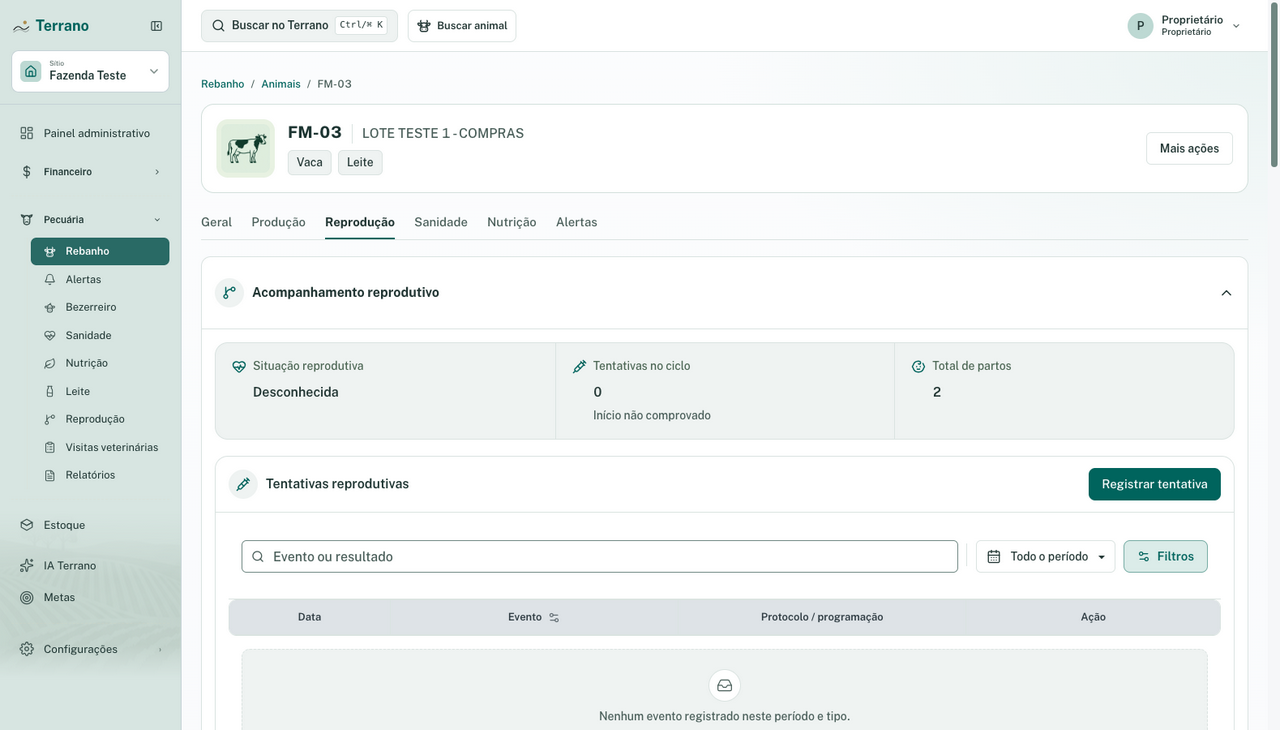 Terrano
Sítio
Fazenda Teste
Painel administrativo
Financeiro
Pecuária
Rebanho
Alertas
Bezerreiro
Sanidade
Nutrição
Leite
Reprodução
Visitas veterinárias
Relatórios
Estoque
IA Terrano
Metas
Configurações
Buscar no Terrano Ctrl/⌘ K
Buscar animal
P
Proprietário
Proprietário
Rebanho / Animais / FM-03
FM-03 LOTE TESTE 1 - COMPRAS
Vaca Leite
Mais ações
Geral Produção Reprodução Sanidade Nutrição Alertas
Acompanhamento reprodutivo
Situação reprodutiva
Desconhecida
Tentativas no ciclo
0
Início não comprovado
Total de partos
2
Tentativas reprodutivas
Registrar tentativa
Evento ou resultado
Todo o período
Filtros
Data Evento Protocolo / programação Ação
Nenhum evento registrado neste período e tipo.